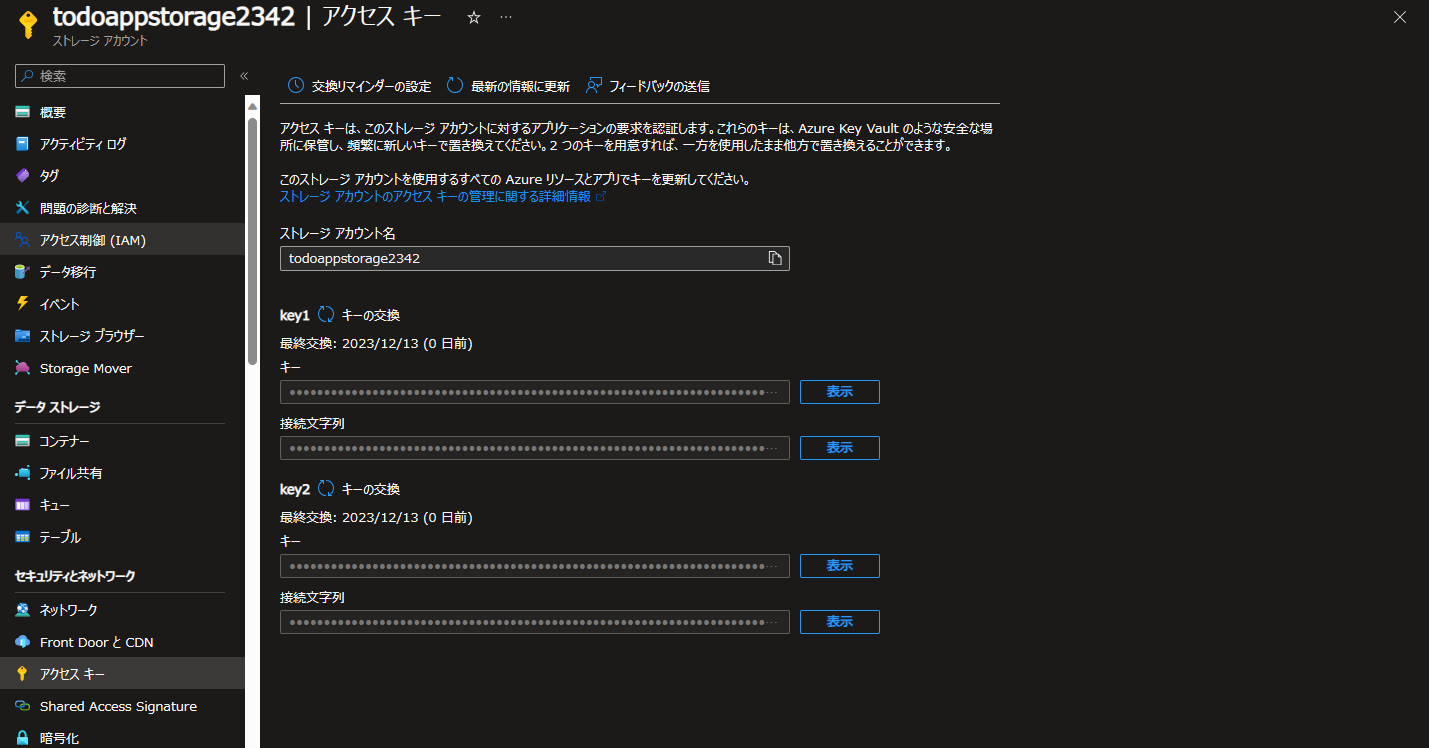 todoappstorage2342 | アクセス キー ☆ ···
ストレージ アカウント
検索
概要
アクティビティ ログ
タグ
問題の診断と解決
アクセス制御 (IAM)
データ移行
イベント
ストレージ ブラウザー
Storage Mover
データ ストレージ
コンテナー
ファイル共有
キュー
テーブル
セキュリティとネットワーク
ネットワーク
Front Door と CDN
アクセス キー
Shared Access Signature
暗号化
交換リマインダーの設定 最新の情報に更新 フィードバックの送信
アクセス キーは、このストレージ アカウントに対するアプリケーションの要求を認証します。これらのキーは、Azure Key Vault のような安全な場
所に保管し、頻繁に新しいキーで置き換えてください。2 つのキーを用意すれば、一方を使用したまま他方で置き換えることができます。
このストレージ アカウントを使用するすべての Azure リソースとアプリでキーを更新してください。
ストレージ アカウントのアクセス キーの管理に関する詳細情報
ストレージ アカウント名
todoappstorage2342
key1 キーの交換
最終交換: 2023/12/13 (0 日前)
キー
表示
接続文字列
表示
key2 キーの交換
最終交換: 2023/12/13 (0 日前)
キー
表示
接続文字列
表示